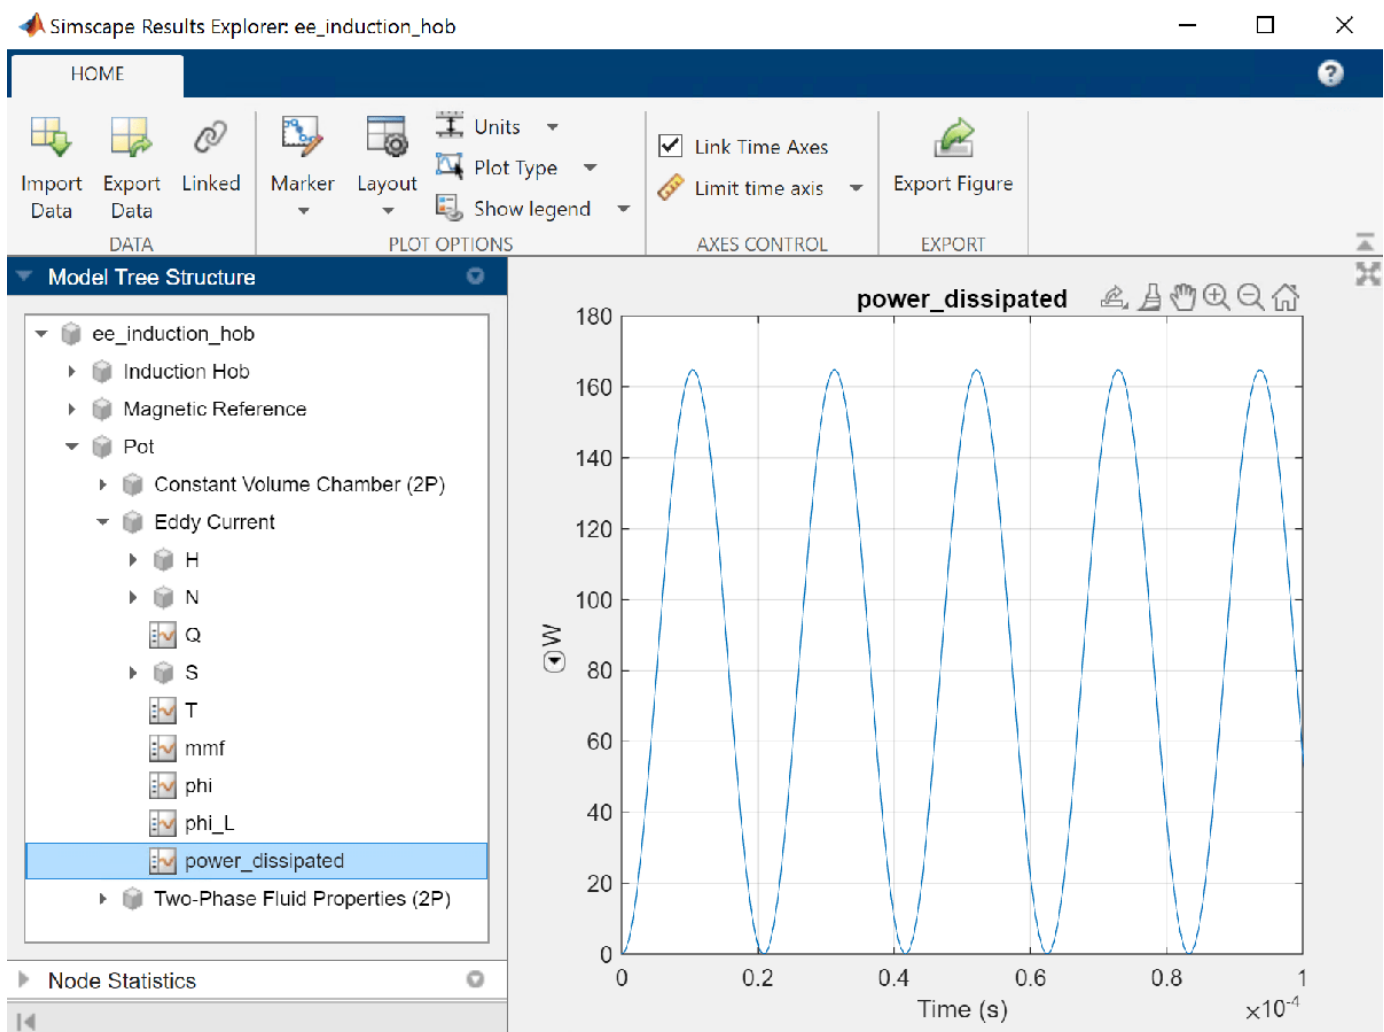 Simscape Results Explorer: ee_induction_hob
HOME
?
Import Data
Export Data
Linked
Marker
Layout
Units
Plot Type
Show legend
Link Time Axes
Limit time axis
Export Figure
DATA
PLOT OPTIONS
AXES CONTROL
EXPORT
Model Tree Structure
ee_induction_hob
Induction Hob
Magnetic Reference
Pot
Constant Volume Chamber (2P)
Eddy Current
H
N
Q
S
T
mmf
phi
phi_L
power_dissipated
Two-Phase Fluid Properties (2P)
Node Statistics
power_dissipated
180
160
140
120
100
80
60
40
20
0
W
0 0.2 0.4 0.6 0.8 1
Time (s)
×10⁻⁴